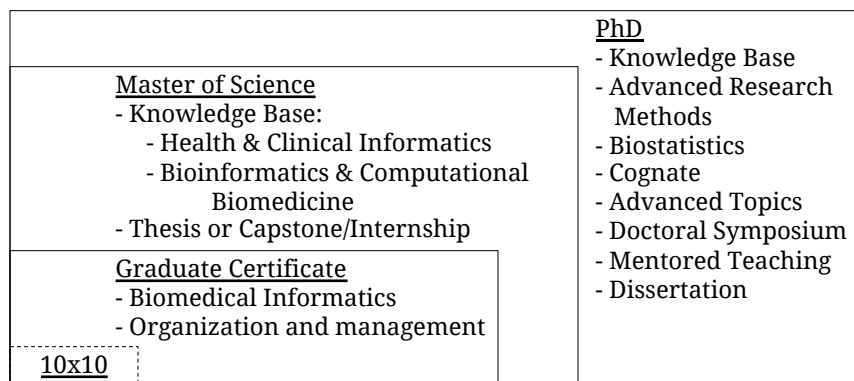 PhD
- Knowledge Base
- Advanced Research
Methods
- Biostatistics
- Cognate
- Advanced Topics
- Doctoral Symposium
- Mentored Teaching
- Dissertation
Master of Science
- Knowledge Base:
- Health & Clinical Informatics
- Bioinformatics & Computational
Biomedicine
- Thesis or Capstone/Internship
Graduate Certificate
- Biomedical Informatics
- Organization and management
10x10